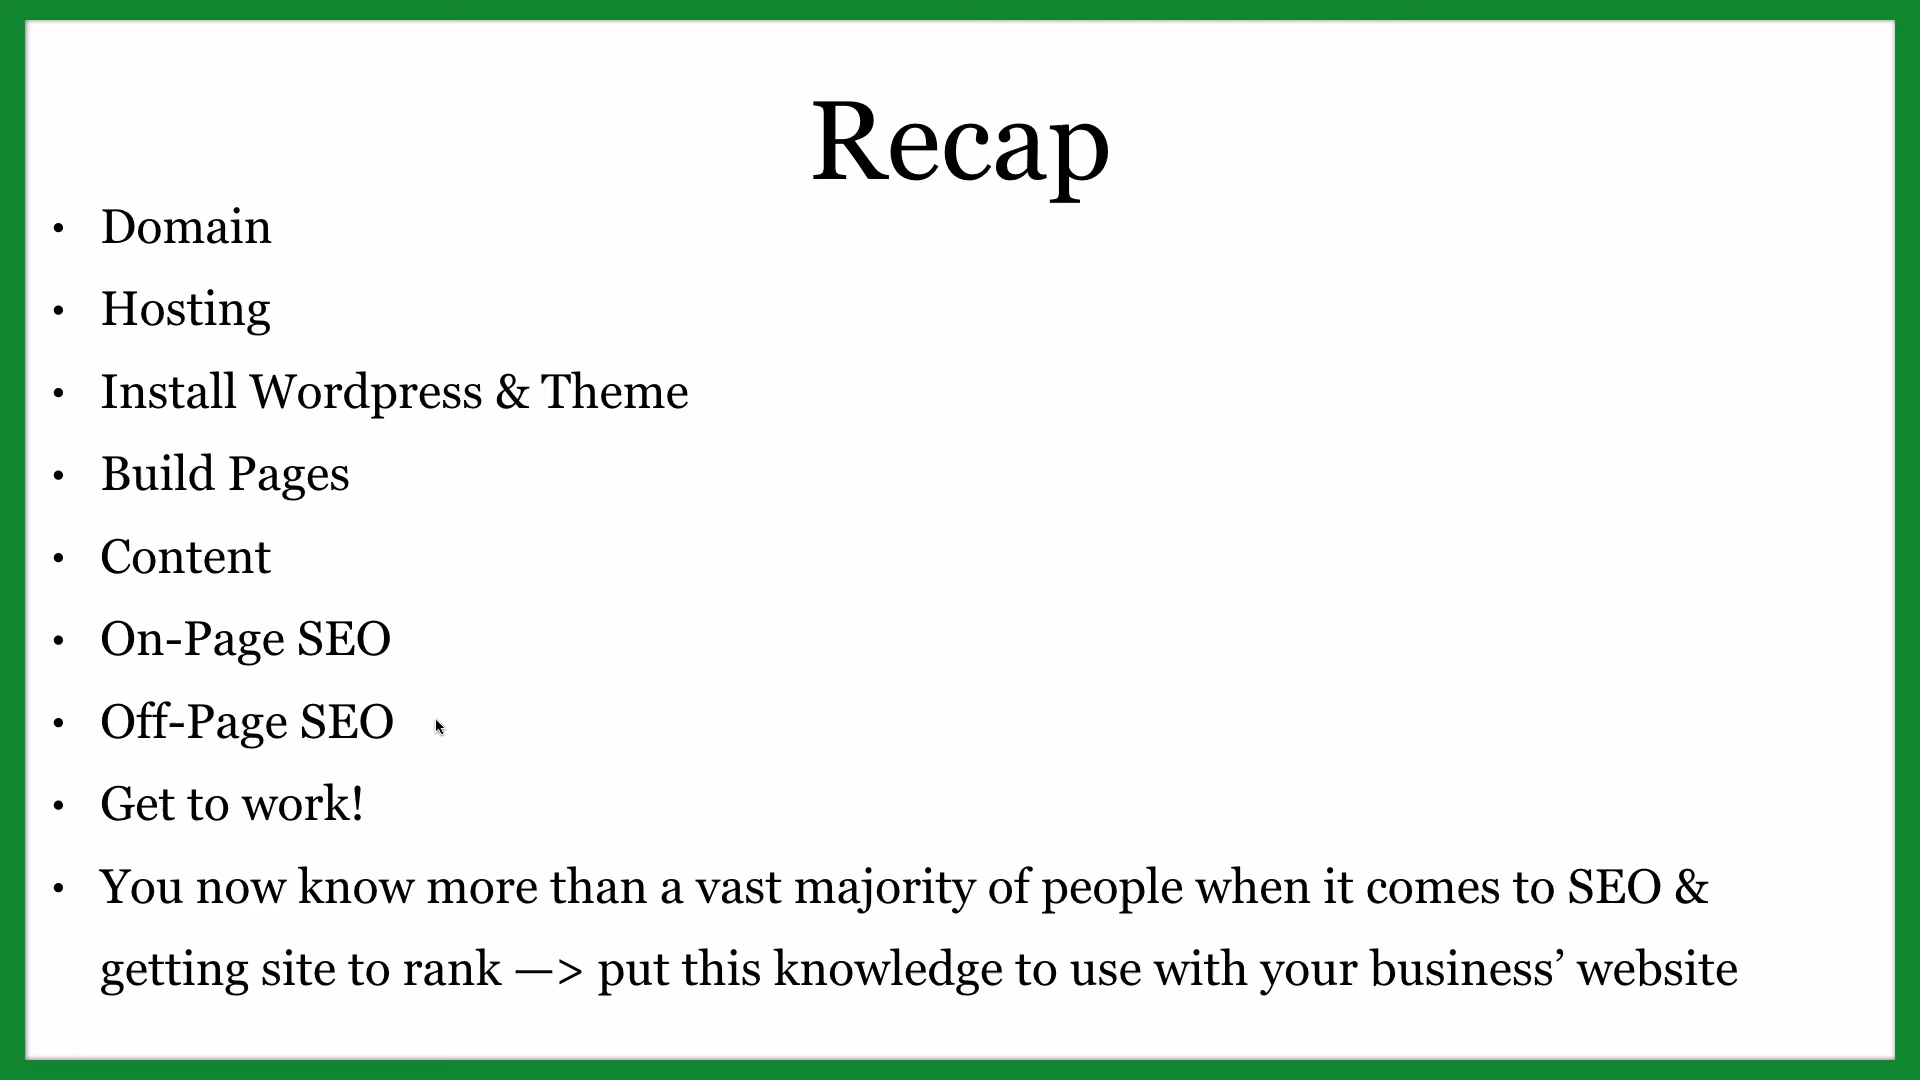 Recap
• Domain
• Hosting
• Install Wordpress & Theme
• Build Pages
• Content
• On-Page SEO
• Off-Page SEO
• Get to work!
• You now know more than a vast majority of people when it comes to SEO &
getting site to rank —> put this knowledge to use with your business’ website